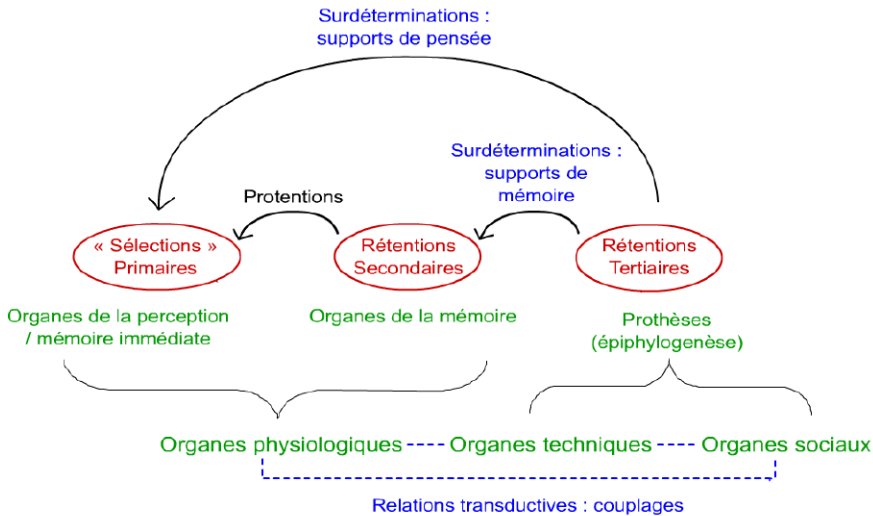 Surdéterminations :
supports de pensée
Surdéterminations :
supports de
mémoire
Protentions
« Sélections »
Primaires
Rétentions
Secondaires
Rétentions
Tertiaires
Organes de la perception
/ mémoire immédiate
Organes de la mémoire
Prothèses
(épiphylogenèse)
Organes physiologiques
Organes techniques
Organes sociaux
Relations transductives : couplages